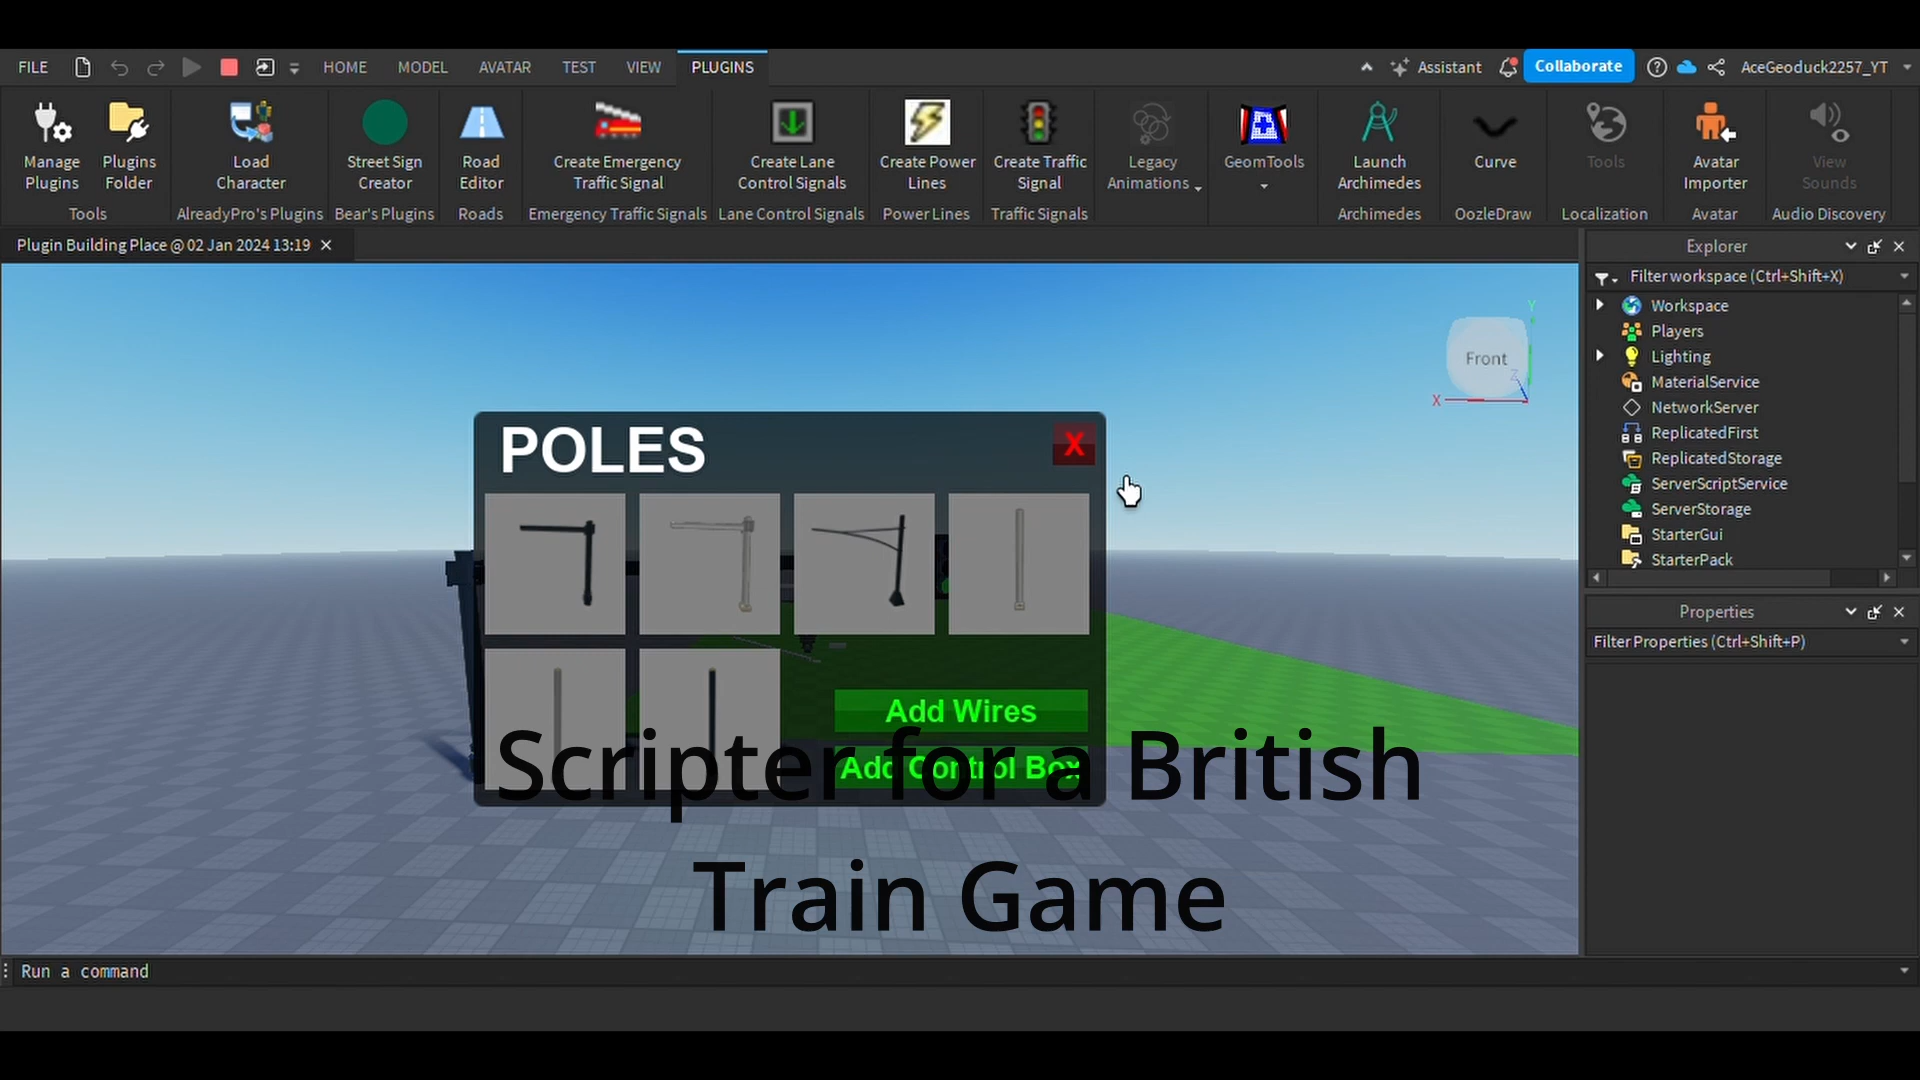 FILE HOME MODEL AVATAR TEST VIEW PLUGINS Assistant Collaborate AceGeoduck2257_YT
Manage Plugins
Plugins Folder
Tools
Load Character
AlreadyPro's Plugins
Street Sign Creator
Bear's Plugins
Road Editor
Roads
Create Emergency Traffic Signal
Emergency Traffic Signals
Create Lane Control Signals
Lane Control Signals
Create Power Lines
Power Lines
Create Traffic Signal
Traffic Signals
Legacy Animations
GeomTools
Launch Archimedes
Archimedes
Curve
OozleDraw
Tools
Localization
Avatar Importer
Avatar
View Sounds
Audio Discovery
Plugin Building Place @ 02 Jan 2024 13:19
Y
Front
Z
X
POLES
X
Add Wires
Add Control Box
Scripter for a British
Train Game
Explorer
Filter workspace (Ctrl+Shift+X)
Workspace
Players
Lighting
MaterialService
NetworkServer
ReplicatedFirst
ReplicatedStorage
ServerScriptService
ServerStorage
StarterGui
StarterPack
Properties
Filter Properties (Ctrl+Shift+P)
Run a command